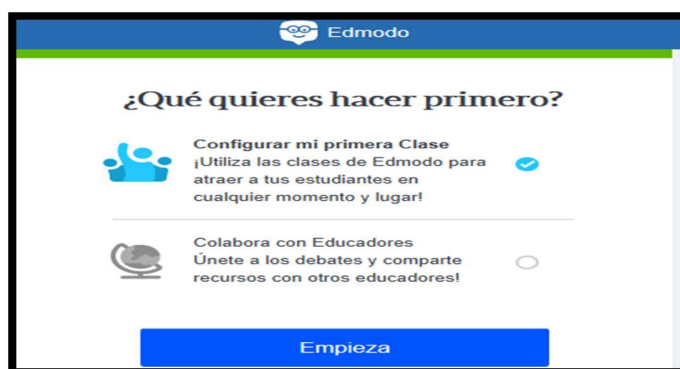 Edmodo
¿Qué quieres hacer primero?
Configurar mi primera Clase
¡Utiliza las clases de Edmodo para
atraer a tus estudiantes en
cualquier momento y lugar!
Colabora con Educadores
Únete a los debates y comparte
recursos con otros educadores!
Empieza